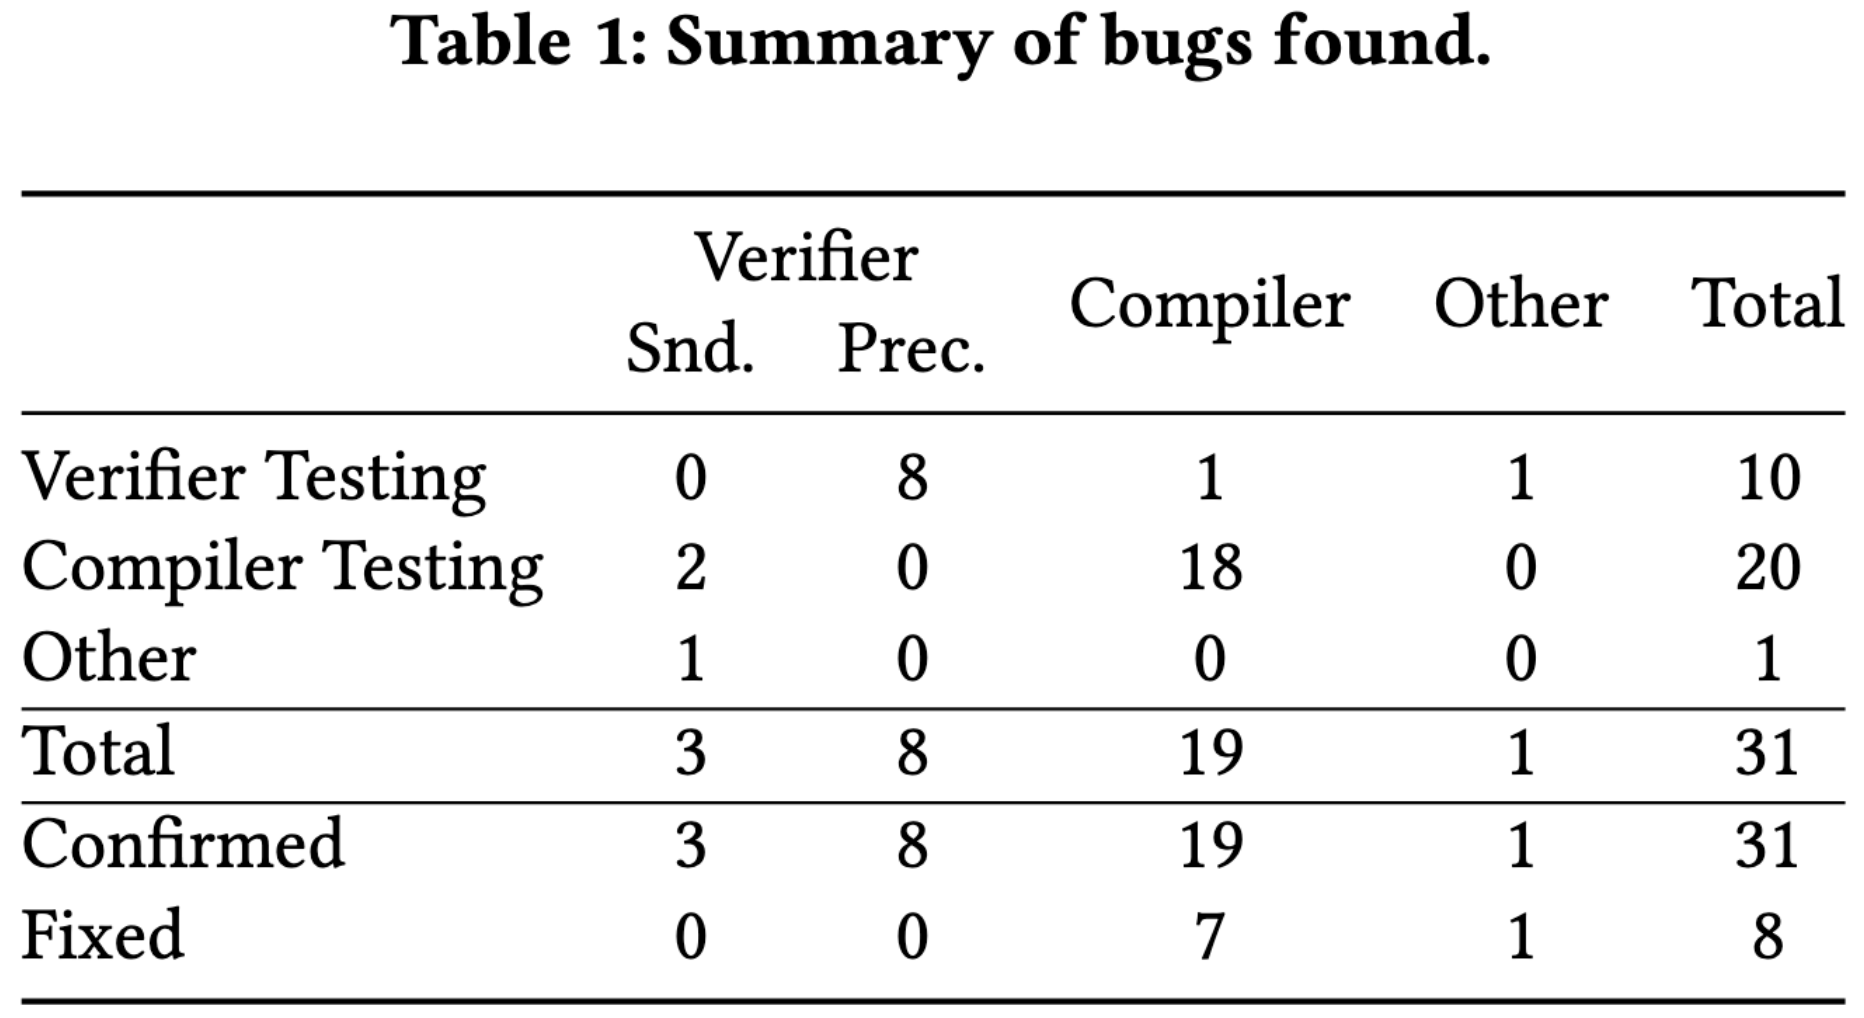 Table 1: Summary of bugs found.
Verifier
Compiler Other Total
Snd. Prec.
Verifier Testing 0 8 1 1 10
Compiler Testing 2 0 18 0 20
Other 1 0 0 0 1
Total 3 8 19 1 31
Confirmed 3 8 19 1 31
Fixed 0 0 7 1 8